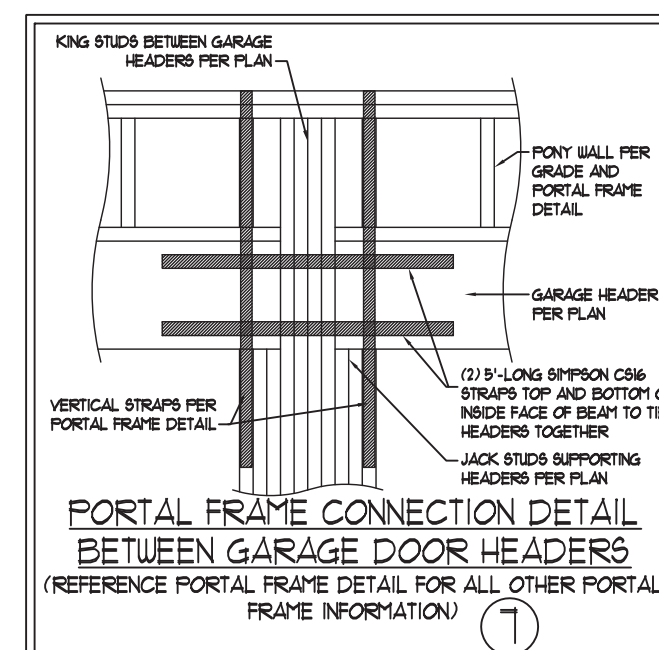 KING STUDS BETWEEN GARAGE
HEADERS PER PLAN
PONY WALL PER
GRADE AND
PORTAL FRAME
DETAIL
GARAGE HEADER
PER PLAN
(2) 5'-LONG SIMPSON CS16
STRAPS TOP AND BOTTOM
INSIDE FACE OF BEAM TO TIE
HEADERS TOGETHER
VERTICAL STRAPS PER
PORTAL FRAME DETAIL
JACK STUDS SUPPORTING
HEADERS PER PLAN
PORTAL FRAME CONNECTION DETAIL
BETWEEN GARAGE DOOR HEADERS
(REFERENCE PORTAL FRAME DETAIL FOR ALL OTHER PORTAL
FRAME INFORMATION)
7